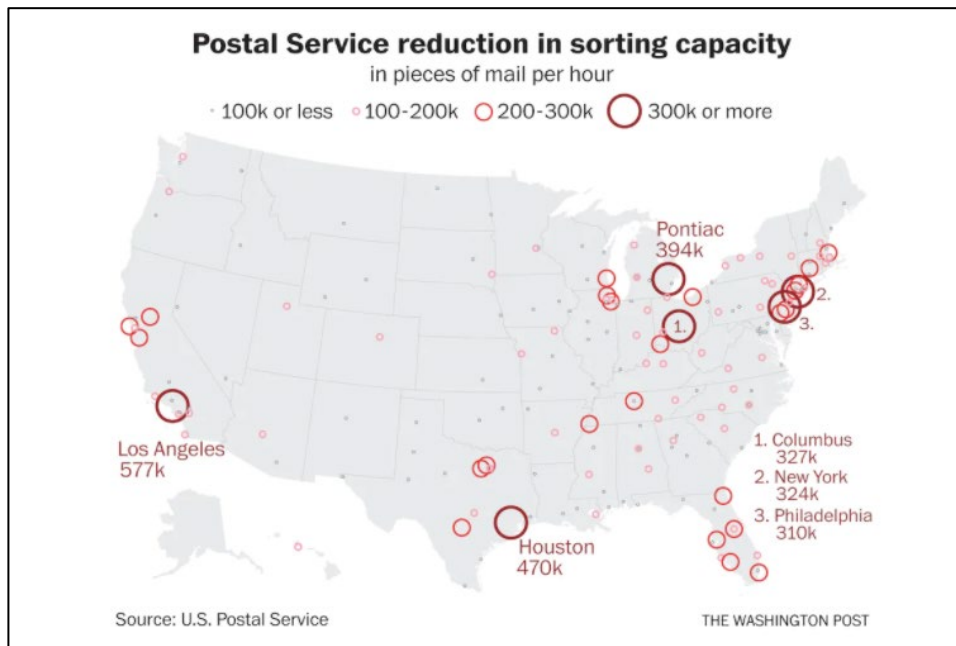 Postal Service reduction in sorting capacity
in pieces of mail per hour
100k or less 100-200k 200-300k 300k or more
Pontiac
394k
2.
3.
1.
Los Angeles
577k
1. Columbus
327k
2. New York
324k
3. Philadelphia
310k
Houston
470k
Source: U.S. Postal Service
THE WASHINGTON POST